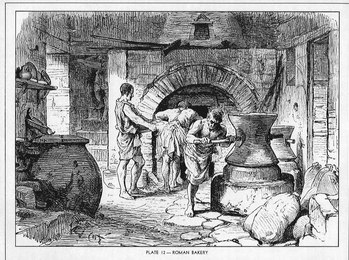 PLATE 13 — ROMAN BAKERY